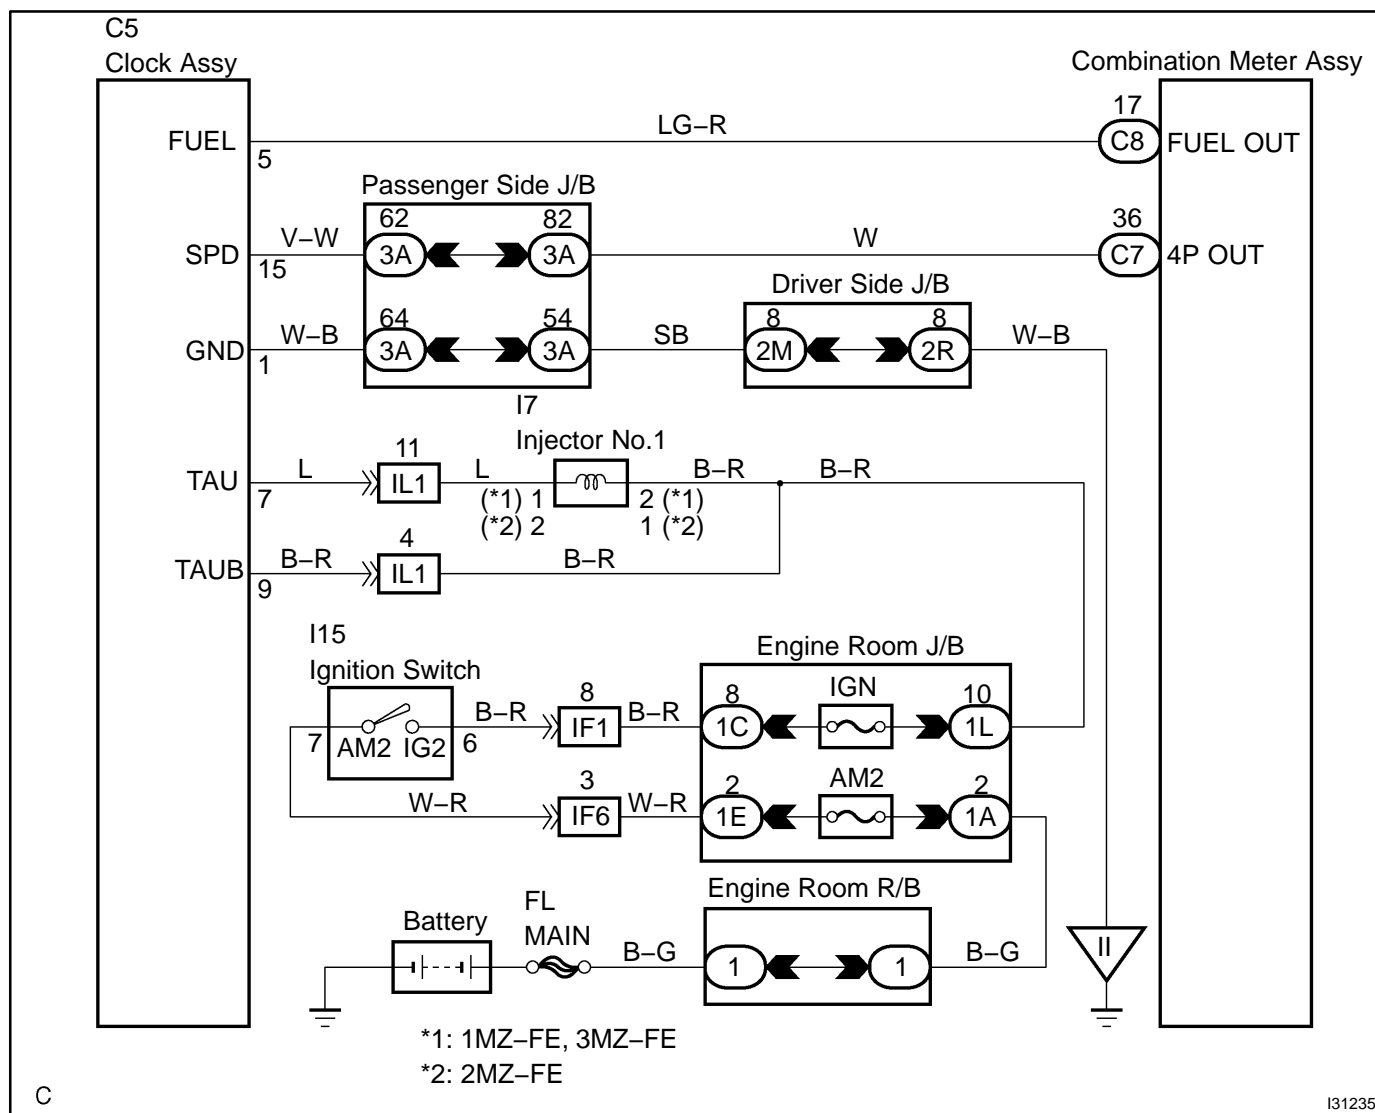 C5
Clock Assy
Combination Meter Assy
17
FUEL
5
LG−R
C8
FUEL OUT
Passenger Side J/B
62
82
36
SPD
15
V−W
3A
3A
W
C7
4P OUT
Driver Side J/B
64
54
8
8
GND
1
W−B
3A
3A
SB
2M
2R
W−B
I7
Injector No.1
11
TAU
7
L
IL1
L
B−R
B−R
(*1) 1
2 (*1)
(*2) 2
1 (*2)
4
TAUB
9
B−R
IL1
B−R
I15
Ignition Switch
Engine Room J/B
8
8
IGN
10
7
AM2
IG2
6
B−R
IF1
B−R
1C
1L
3
2
AM2
2
W−R
IF6
W−R
1E
1A
Engine Room R/B
Battery
FL
MAIN
B−G
1
1
B−G
II
*1: 1MZ−FE, 3MZ−FE
*2: 2MZ−FE
C
I31235